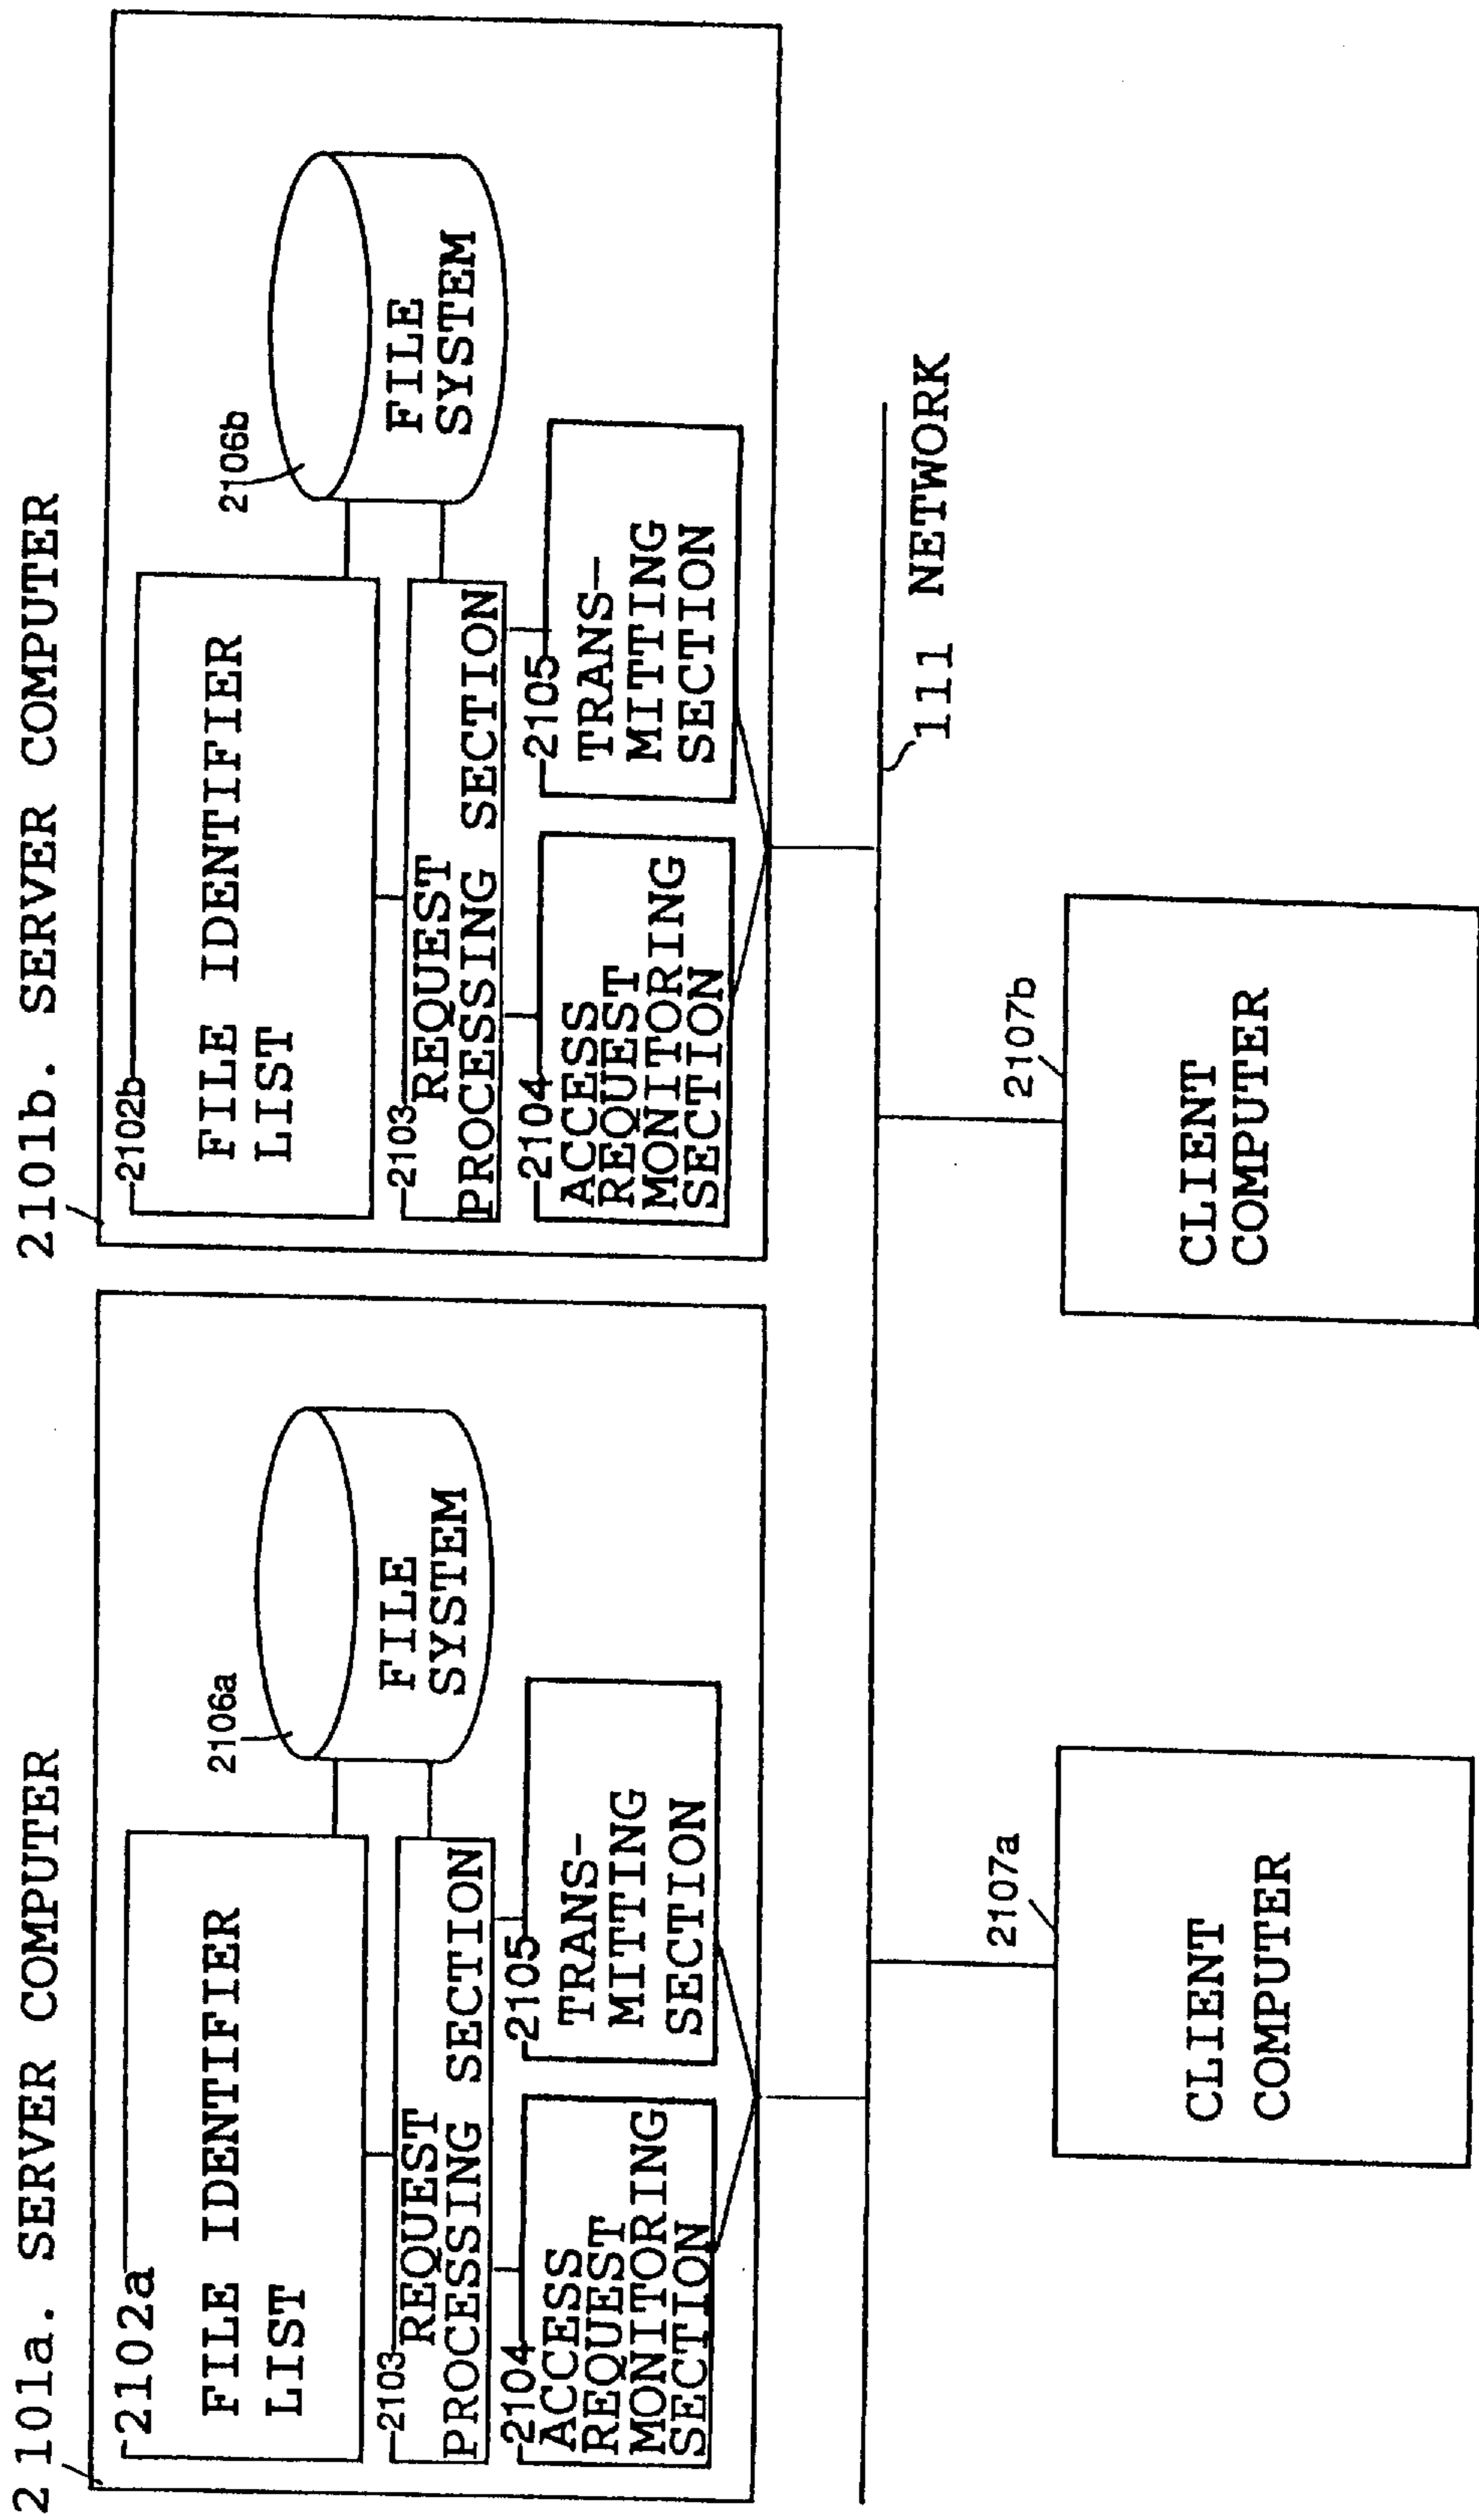 2101a. SERVER COMPUTER
2102a
FILE IDENTIFIER
LIST
2106a
FILE
SYSTEM
2103
REQUEST
PROCESSING SECTION
2104
ACCESS
REQUEST
MONITORING
SECTION
2105
TRANS-
MITTING
SECTION
2101b. SERVER COMPUTER
2102b
FILE IDENTIFIER
LIST
2106b
FILE
SYSTEM
2103
REQUEST
PROCESSING SECTION
2104
ACCESS
REQUEST
MONITORING
SECTION
2105
TRANS-
MITTING
SECTION
111 NETWORK
2107a
CLIENT
COMPUTER
2107b
CLIENT
COMPUTER